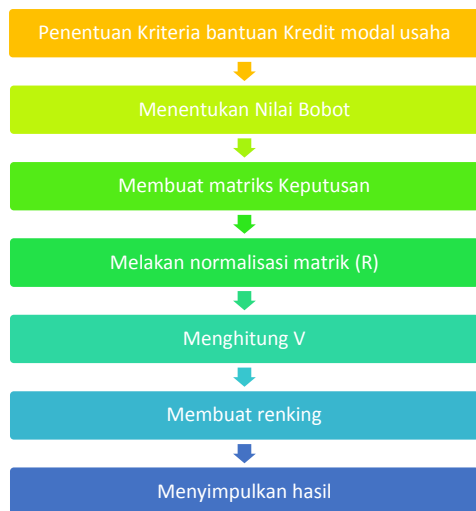 Penentuan Kriteria bantuan Kredit modal usaha
Menentukan Nilai Bobot
Membuat matriks Keputusan
Melakan normalisasi matrik (R)
Menghitung V
Membuat renking
Menyimpulkan hasil